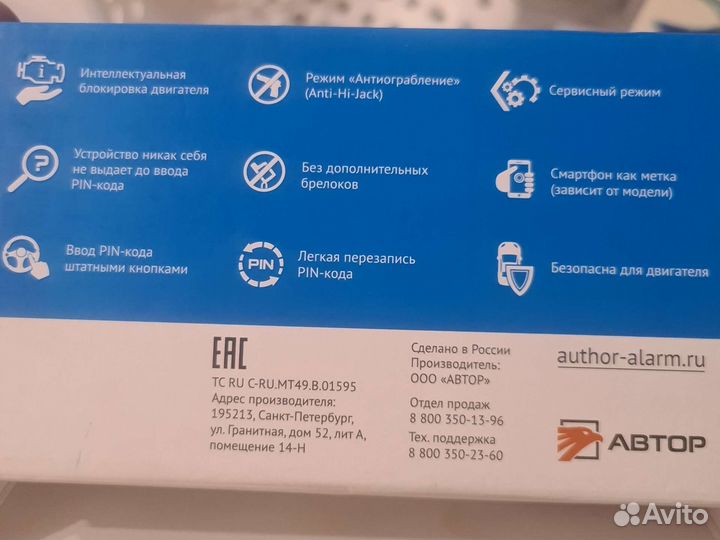 Интеллектуальная
блокировка двигателя
Режим «Антиограбление»
(Anti-Hi-Jack)
Сервисный режим
Устройство никак себя
не выдает до ввода
PIN-кода
Без дополнительных
брелоков
Смартфон как метка
(зависит от модели)
Ввод PIN-кода
штатными кнопками
PIN
Легкая перезапись
PIN-кода
Безопасна для двигателя
EAC
ТС RU C-RU.МТ49.В.01595
Адрес производителя:
195213, Санкт-Петербург,
ул. Гранитная, дом 52, лит А,
помещение 14-Н
Сделано в России
Производитель:
ООО «АВТОР»
Отдел продаж
8 800 350-13-96
Тех. поддержка
8 800 350-23-60
author-alarm.ru
АВТОР
Avito